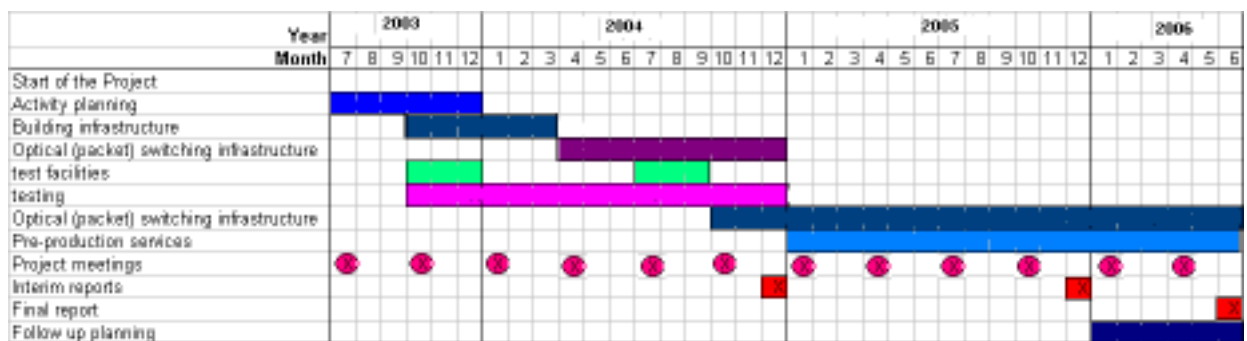 Year 2003 2004 2005 2006
Month 7 8 9 10 11 12 1 2 3 4 5 6 7 8 9 10 11 12 1 2 3 4 5 6 7 8 9 10 11 12 1 2 3 4 5 6
Start of the Project
Activity planning
Building infrastructure
Optical (packet) switching infrastructure
test facilities
testing
Optical (packet) switching infrastructure
Pre-production services
Project meetings X X X X X X X X X X X X
Interim reports X X
Final report X
Follow up planning